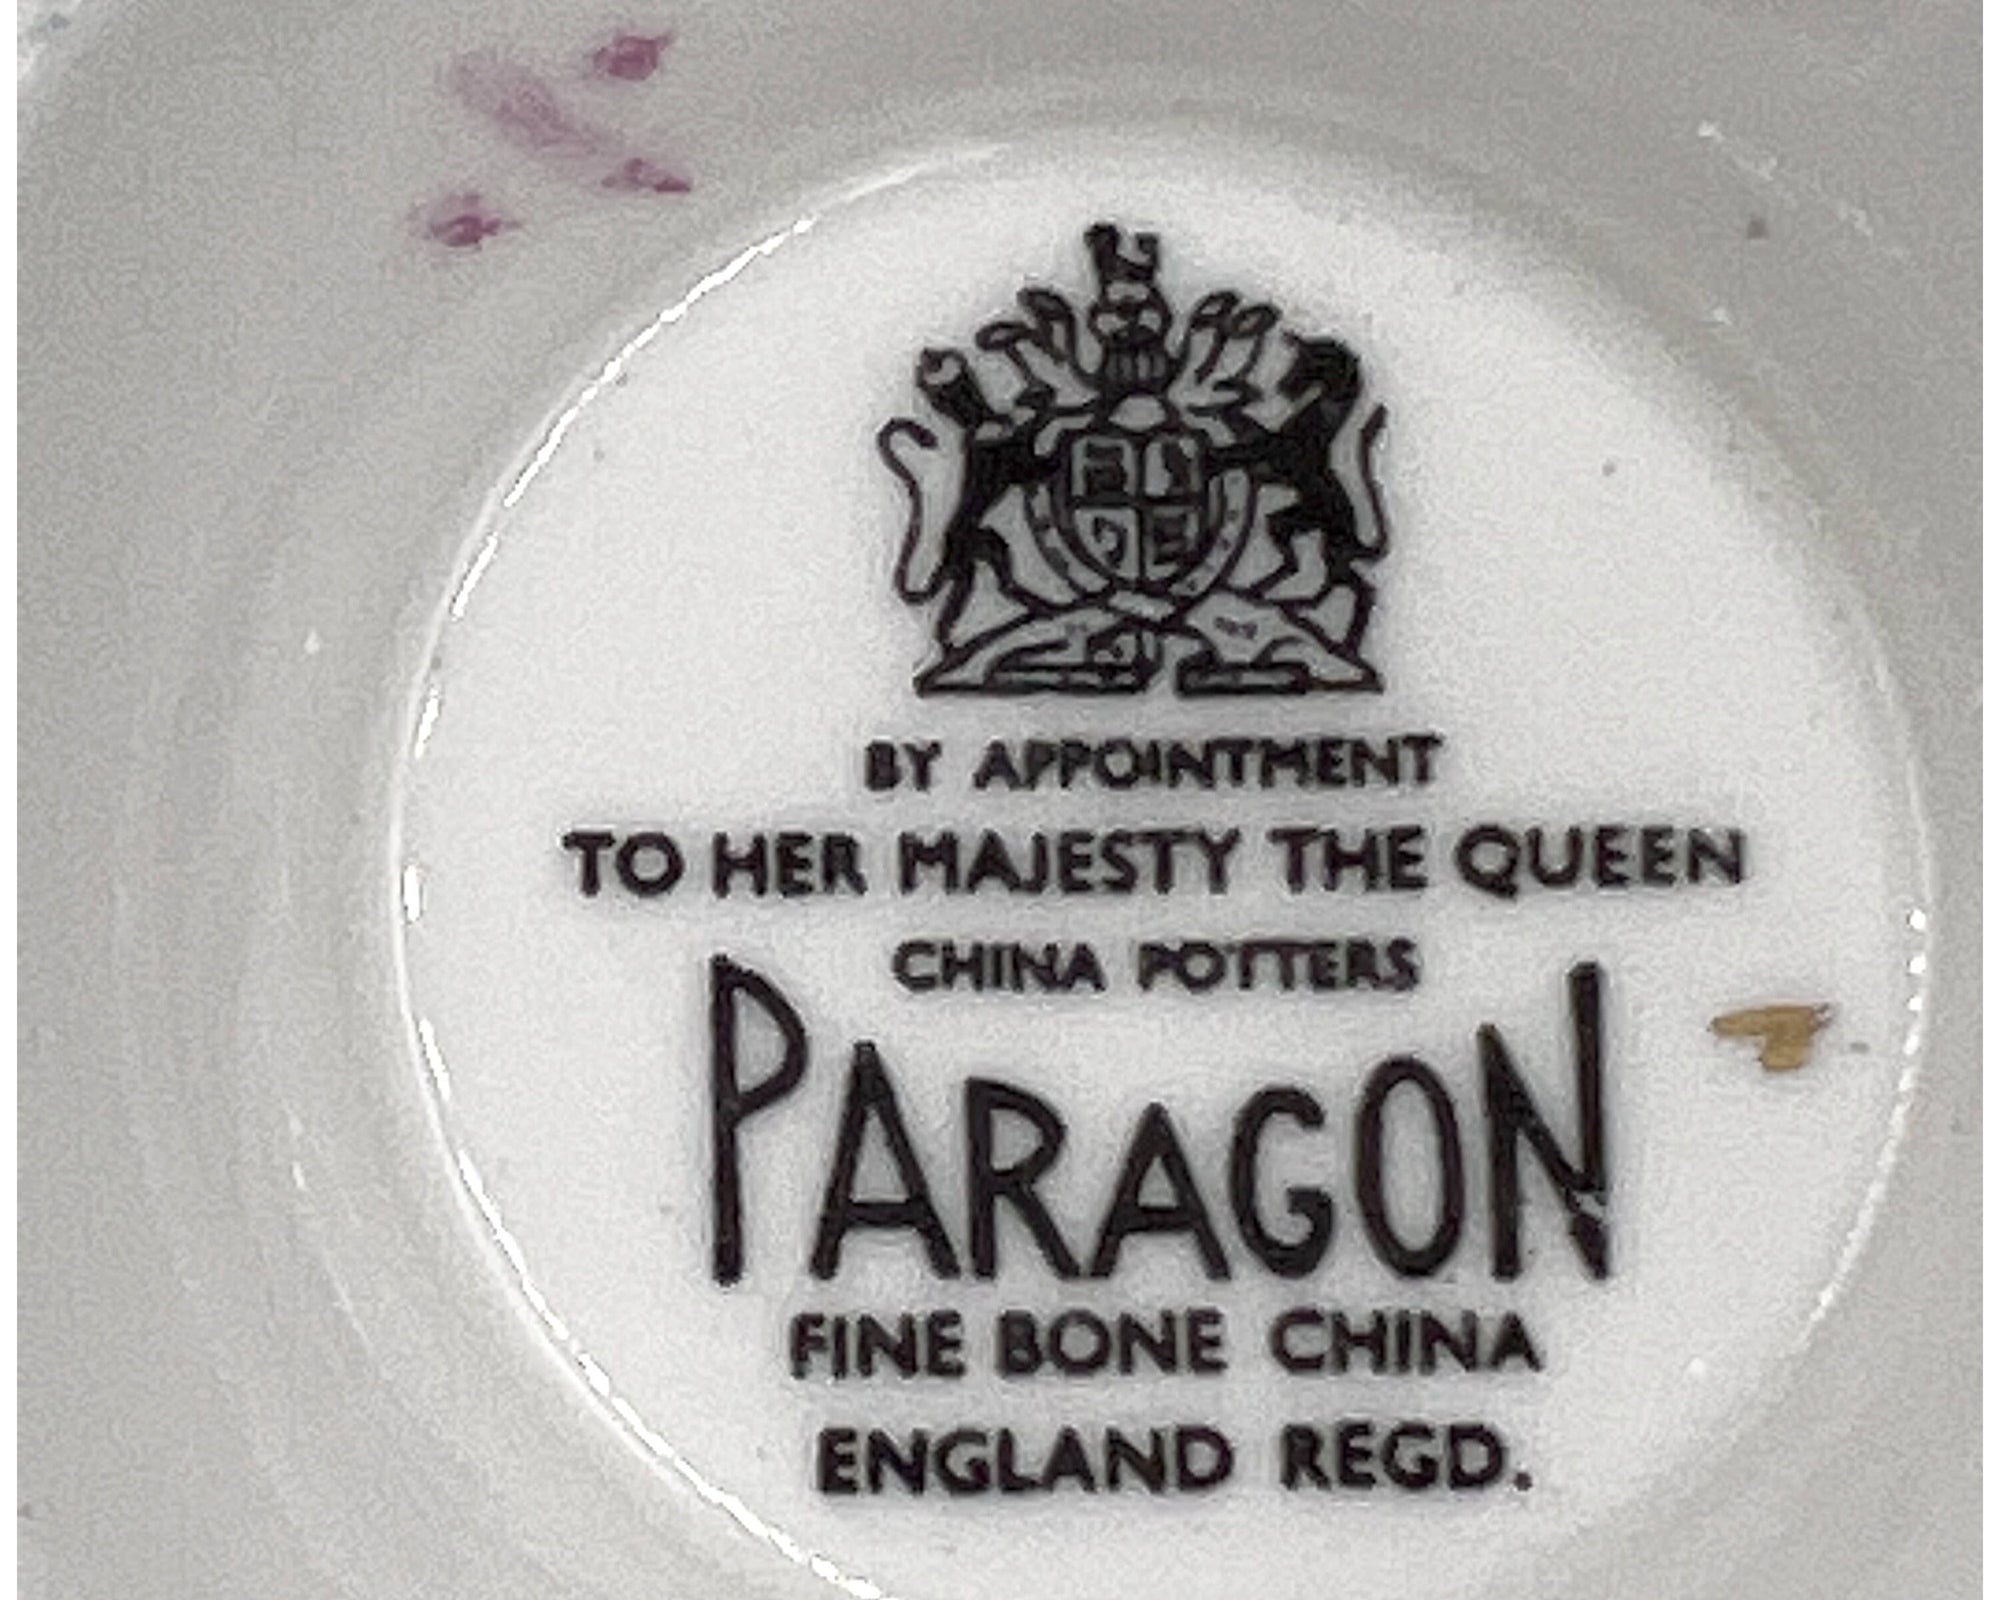 BY APPOINTMENT
TO HER MAJESTY THE QUEEN
CHINA POTTERS
PARAGON
FINE BONE CHINA
ENGLAND REGD.